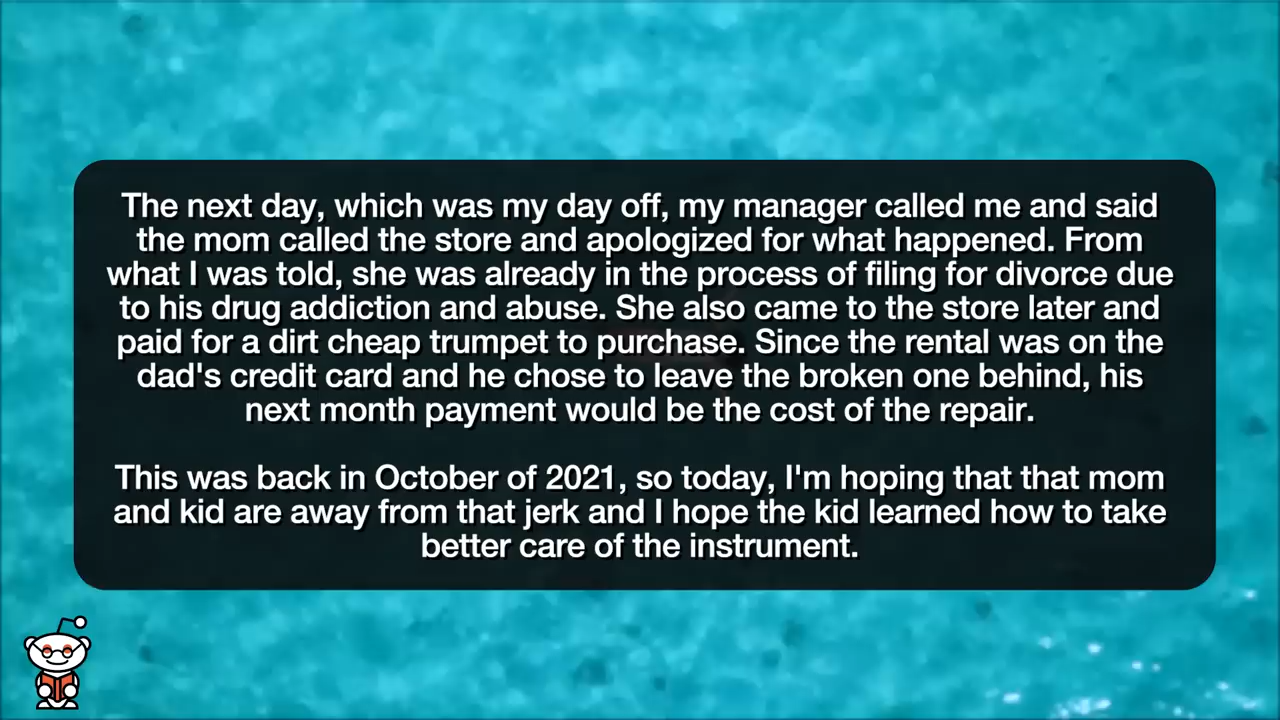 The next day, which was my day off, my manager called me and said
the mom called the store and apologized for what happened. From
what I was told, she was already in the process of filing for divorce due
to his drug addiction and abuse. She also came to the store later and
paid for a dirt cheap trumpet to purchase. Since the rental was on the
dad's credit card and he chose to leave the broken one behind, his
next month payment would be the cost of the repair.
This was back in October of 2021, so today, I'm hoping that that mom
and kid are away from that jerk and I hope the kid learned how to take
better care of the instrument.